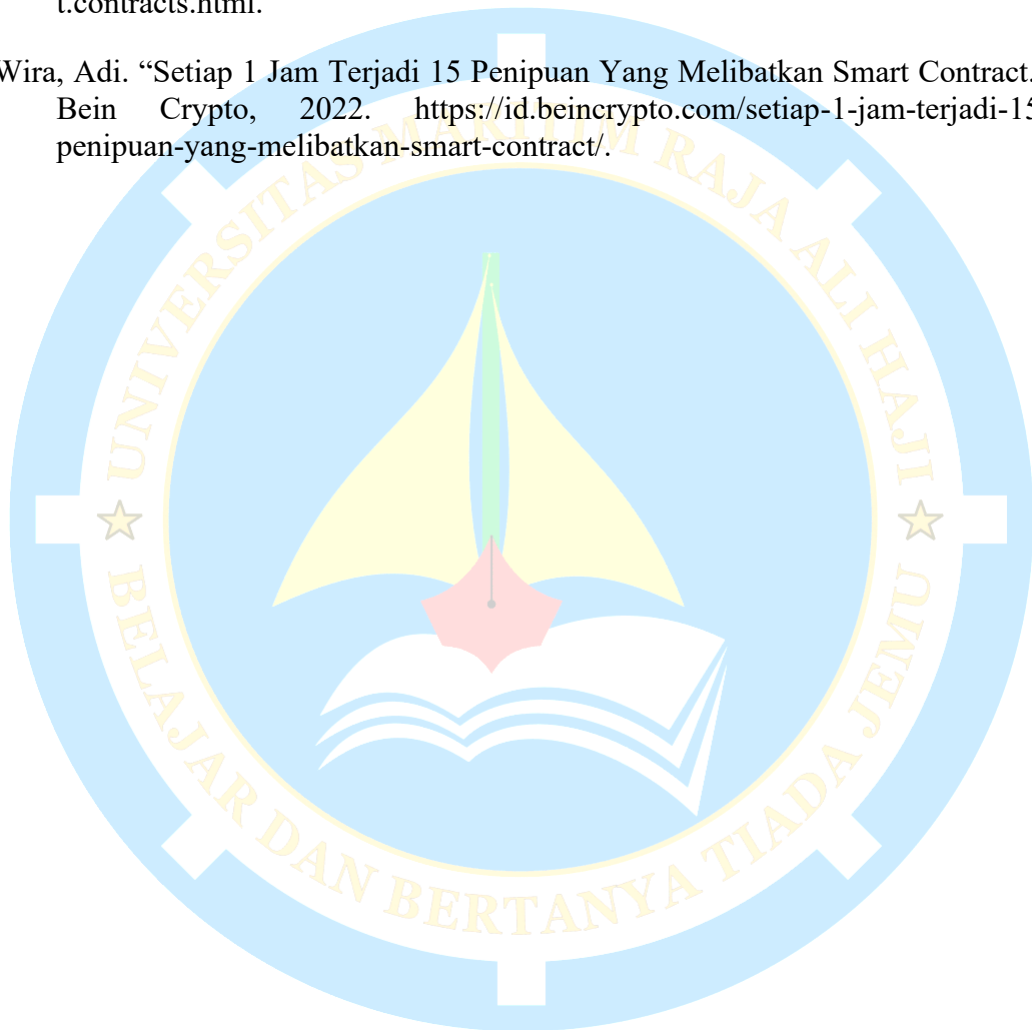 t.contracts.html.
Wira, Adi. “Setiap 1 Jam Terjadi 15 Penipuan Yang Melibatkan Smart Contract.
Bein Crypto, 2022. https://id.beincrypto.com/setiap-1-jam-terjadi-15
penipuan-yang-melibatkan-smart-contract/.
UNIVERSITAS MARITIM RAJA ALI HAJI
BELAJAR DAN BERTANYA TIADA JEMU